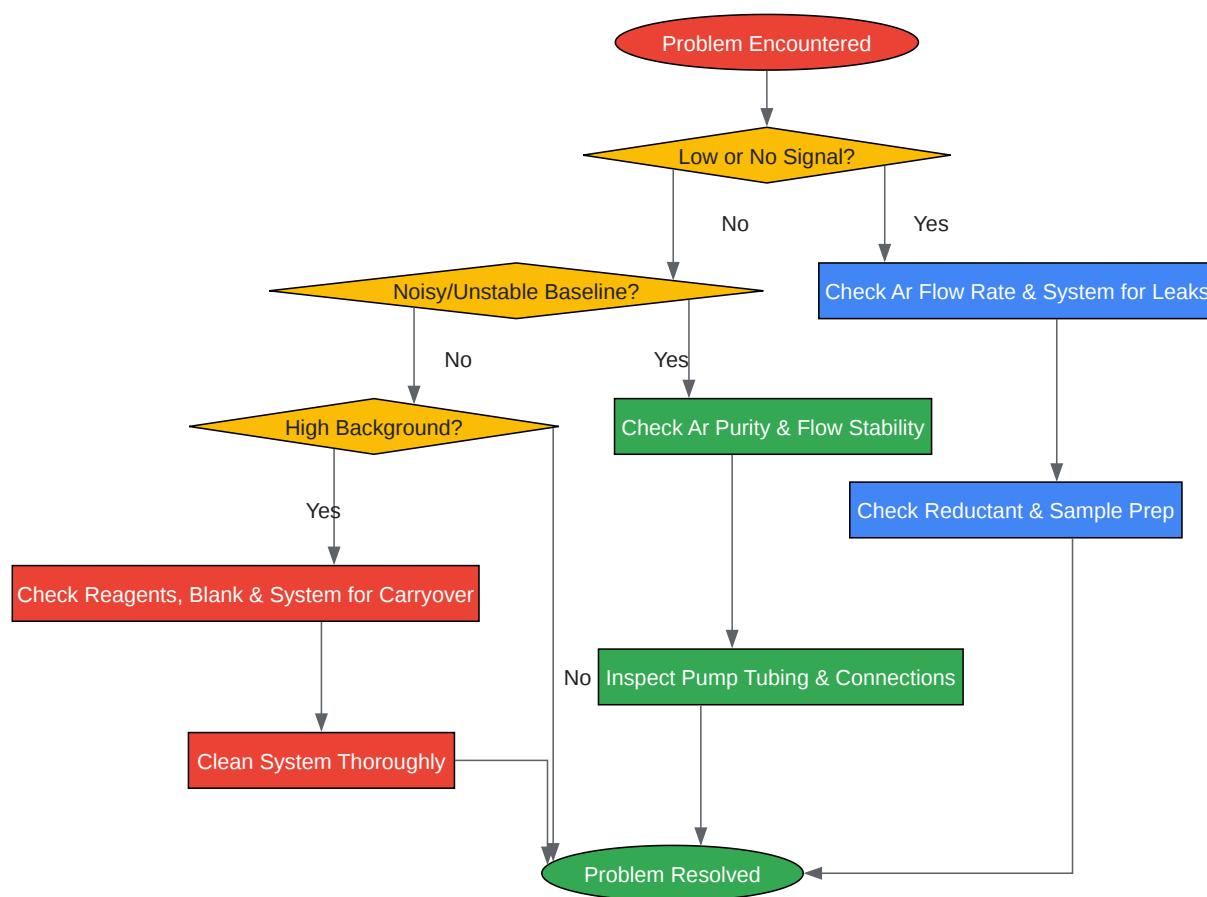 Problem Encountered
Low or No Signal?
No
Yes
Noisy/Unstable Baseline?
Check Ar Flow Rate & System for Leaks
No
Yes
High Background?
Check Ar Purity & Flow Stability
Yes
Check Reductant & Sample Prep
Check Reagents, Blank & System for Carryover
No
Inspect Pump Tubing & Connections
Clean System Thoroughly
Problem Resolved